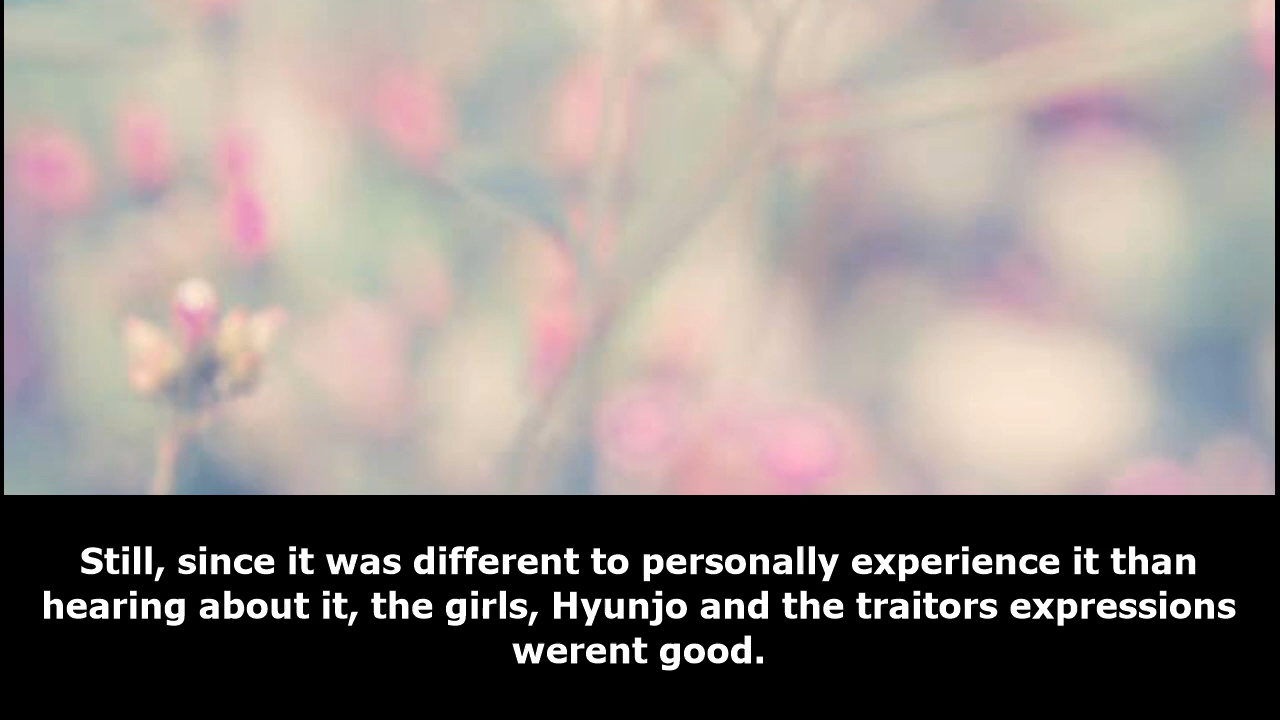 Still, since it was different to personally experience it than
hearing about it, the girls, Hyunjo and the traitors expressions
werent good.